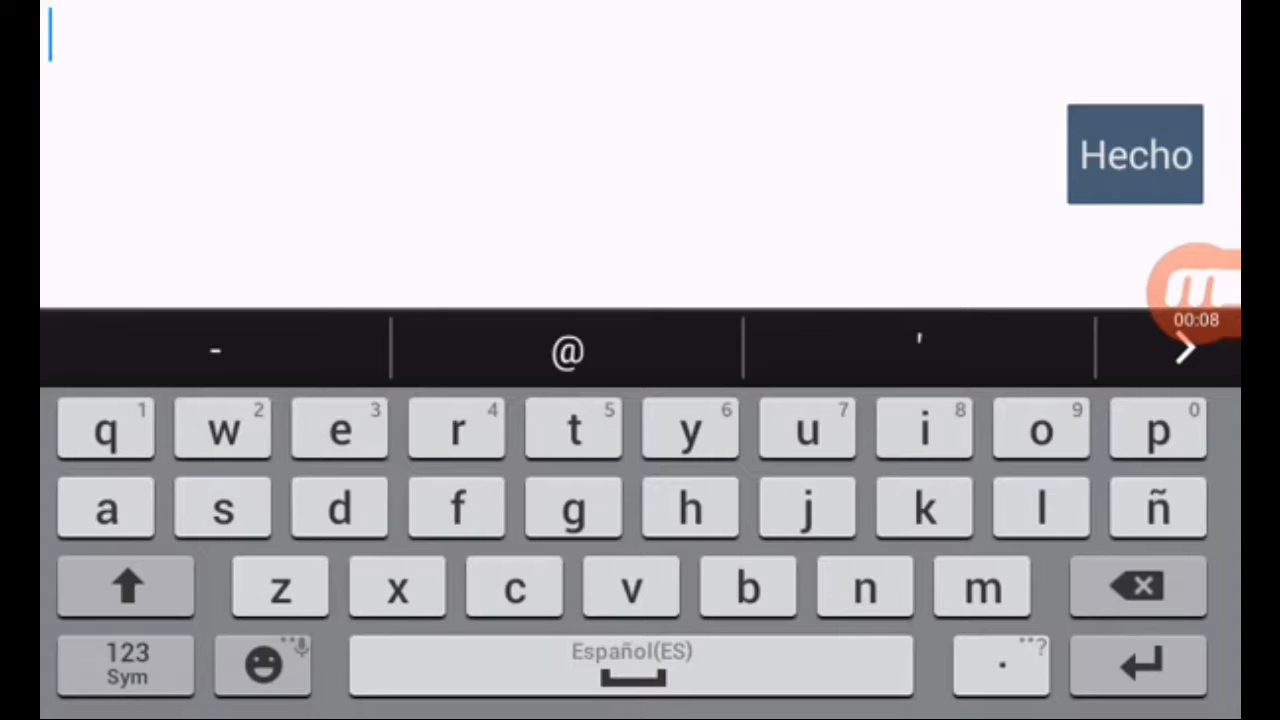 Hecho
00:08
- @ '
q 1 w 2 e 3 r 4 t 5 y 6 u 7 i 8 o 9 p 0
a s d f g h j k l ñ
z x c v b n m
123 Sym Español(ES) . ?